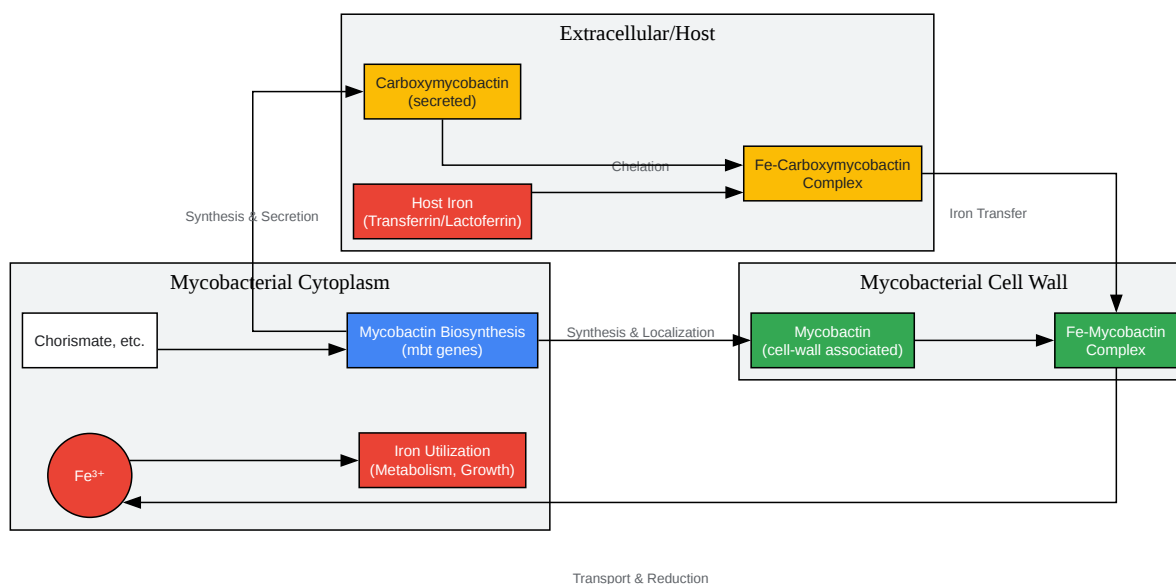 Extracellular/Host
Carboxymycobactin
(secreted)
Chelation
Fe-Carboxymycobactin
Complex
Host Iron
(Transferrin/Lactoferrin)
Synthesis & Secretion
Iron Transfer
Mycobacterial Cytoplasm
Chorismate, etc.
Mycobactin Biosynthesis
(mbt genes)
Synthesis & Localization
Mycobacterial Cell Wall
Mycobactin
(cell-wall associated)
Fe-Mycobactin
Complex
Fe³⁺
Iron Utilization
(Metabolism, Growth)
Transport & Reduction